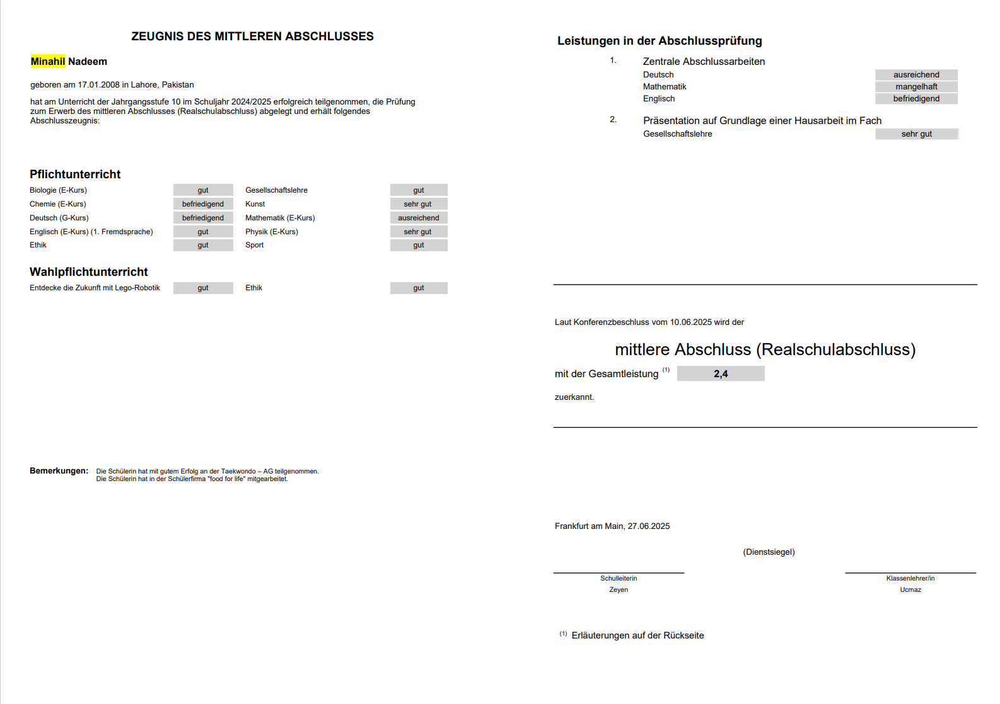 ZEUGNIS DES MITTLEREN ABSCHLUSSES
Minahil Nadeem
geboren am 17.01.2008 in Lahore, Pakistan
hat am Unterricht der Jahrgangsstufe 10 im Schuljahr 2024/2025 erfolgreich teilgenommen, die Prüfung
zum Erwerb des mittleren Abschlusses (Realschulabschluss) abgelegt und erhält folgendes
Abschlusszeugnis:
Pflichtunterricht
Biologie (E-Kurs) gut Gesellschaftslehre gut
Chemie (E-Kurs) befriedigend Kunst sehr gut
Deutsch (G-Kurs) befriedigend Mathematik (E-Kurs) ausreichend
Englisch (E-Kurs) (1. Fremdsprache) gut Physik (E-Kurs) sehr gut
Ethik gut Sport gut
Wahlpflichtunterricht
Entdecke die Zukunft mit Lego-Robotik gut Ethik gut
Bemerkungen: Die Schülerin hat mit gutem Erfolg an der Taekwondo – AG teilgenommen.
Die Schülerin hat in der Schülerfirma "food for life" mitgearbeitet.
Leistungen in der Abschlussprüfung
1. Zentrale Abschlussarbeiten
Deutsch ausreichend
Mathematik mangelhaft
Englisch befriedigend
2. Präsentation auf Grundlage einer Hausarbeit im Fach
Gesellschaftslehre sehr gut
Laut Konferenzbeschluss vom 10.06.2025 wird der
mittlere Abschluss (Realschulabschluss)
mit der Gesamtleistung (1) 2,4
zuerkannt.
Frankfurt am Main, 27.06.2025
(Dienstsiegel)
Schulleiterin Klassenlehrer/in
Zeyen Ucmaz
(1) Erläuterungen auf der Rückseite